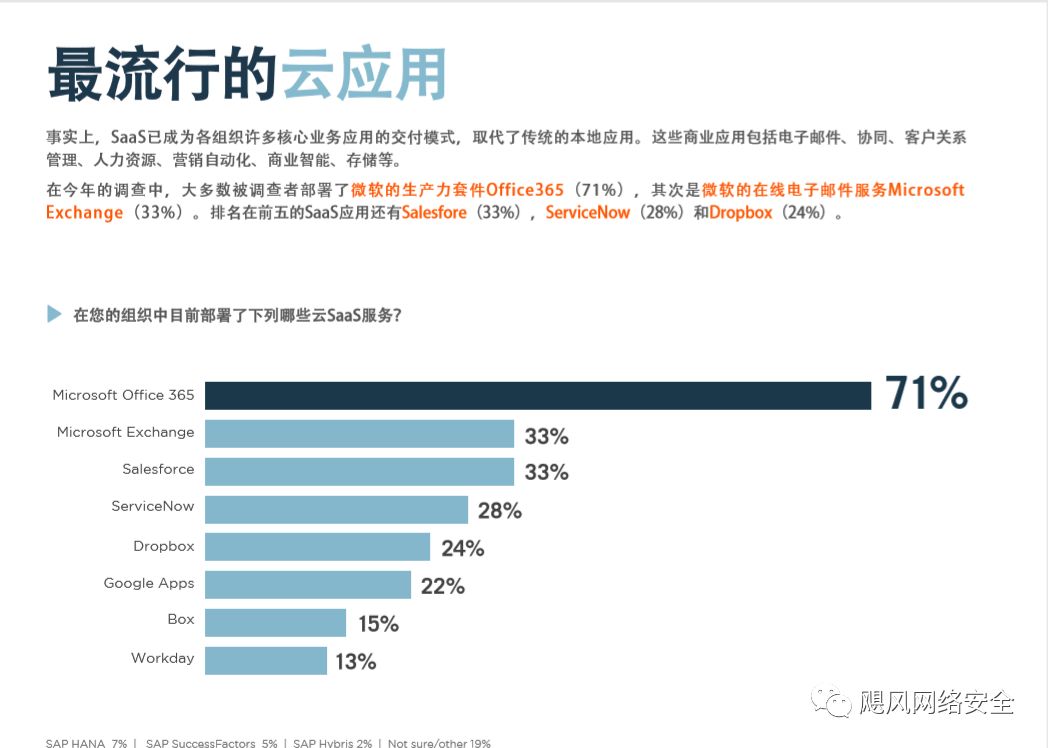 最流行的云应用
事实上，SaaS已成为各组织许多核心业务应用的交付模式，取代了传统的本地应用。这些商业应用包括电子邮件、协同、客户关系
管理、人力资源、营销自动化、商业智能、存储等。
在今年的调查中，大多数被调查者部署了微软的生产力套件Office365（71%），其次是微软的在线电子邮件服务Microsoft
Exchange（33%）。排名在前五的SaaS应用还有Salesfore（33%），ServiceNow（28%）和Dropbox（24%）。
在您的组织中目前部署了下列哪些云SaaS服务?
Microsoft Office 365 71%
Microsoft Exchange 33%
Salesforce 33%
ServiceNow 28%
Dropbox 24%
Google Apps 22%
Box 15%
Workday 13%
飓风网络安全
SAP HANA 7% | SAP SuccessFactors 5% | SAP Hybris 2% | Not sure/other 19%